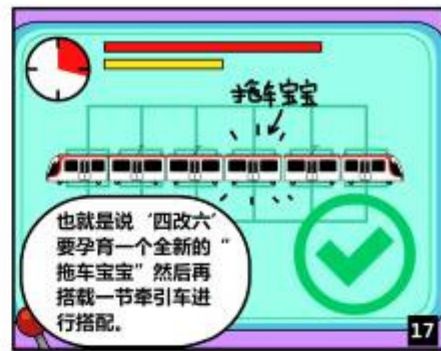 拖车宝宝
也就是说“四改六”
要孕育一个全新的“
拖车宝宝”然后再
搭载一节牵引车进
行搭配。
17